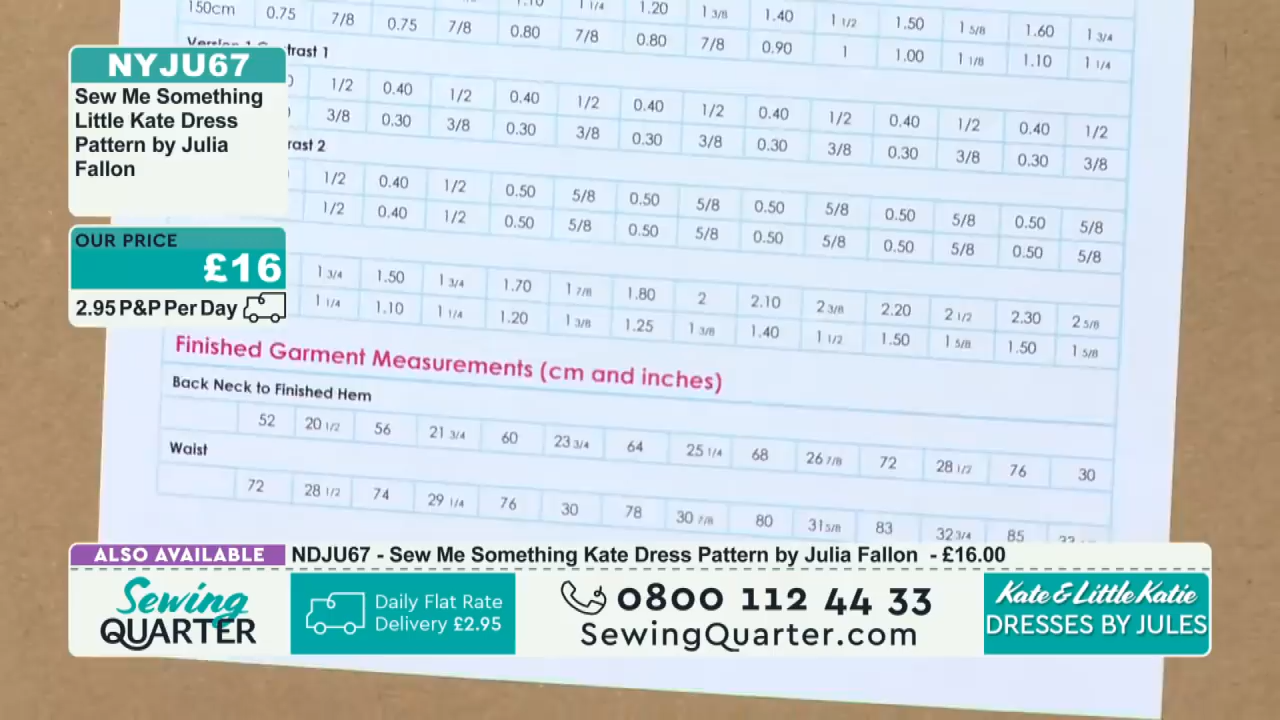 1.10 1 1/4 1.20 1 3/8 1.40 1 1/2 1.50 1 5/8 1.60 1 3/4
150cm 0.75 7/8 0.75 7/8 0.80 7/8 0.80 7/8 0.90 1 1.00 1 1/8 1.10 1 1/4
NYJU67
Sew Me Something
Little Kate Dress
Pattern by Julia
Fallon
1/2 0.40 1/2 0.40 1/2 0.40 1/2 0.40 1/2 0.40 1/2 0.40 1/2
3/8 0.30 3/8 0.30 3/8 0.30 3/8 0.30 3/8 0.30 3/8 0.30 3/8
1/2 0.40 1/2 0.50 5/8 0.50 5/8 0.50 5/8 0.50 5/8 0.50 5/8
1/2 0.40 1/2 0.50 5/8 0.50 5/8 0.50 5/8 0.50 5/8 0.50 5/8
OUR PRICE
£16
2.95 P&P Per Day
1 3/4 1.50 1 3/4 1.70 1 7/8 1.80 2 2.10 2 3/8 2.20 2 1/2 2.30 2 5/8
1 1/4 1.10 1 1/4 1.20 1 3/8 1.25 1 3/8 1.40 1 1/2 1.50 1 5/8 1.50 1 5/8
Finished Garment Measurements (cm and inches)
Back Neck to Finished Hem
52 20 1/2 56 21 3/4 60 23 3/4 64 25 1/4 68 26 7/8 72 28 1/2 76 30
Waist
72 28 1/2 74 29 1/4 76 30 78 30 7/8 80 31 5/8 83 32 3/4 85
ALSO AVAILABLE NDJU67 - Sew Me Something Kate Dress Pattern by Julia Fallon - £16.00
Sewing
QUARTER
Daily Flat Rate
Delivery £2.95
0800 112 44 33
SewingQuarter.com
Kate & Little Katie
DRESSES BY JULES